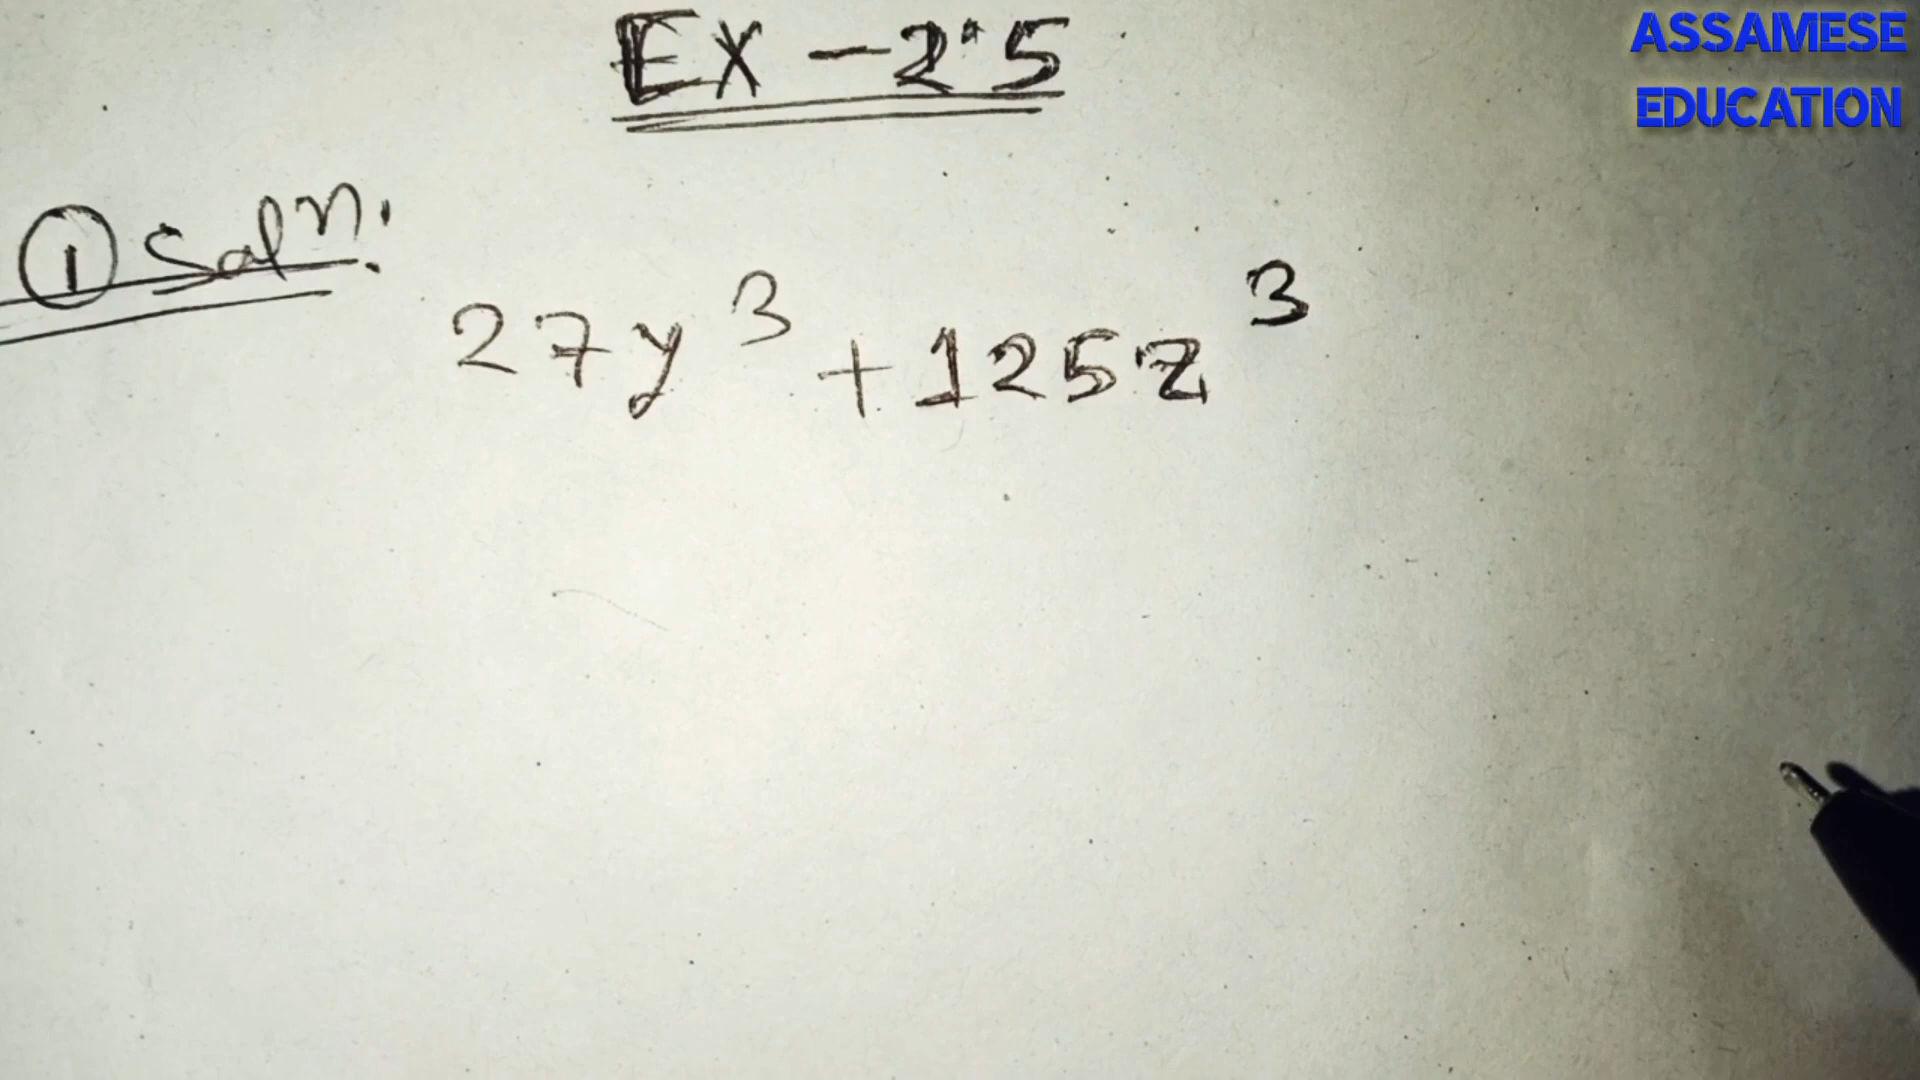 EX - 2.5
ASSAMESE
EDUCATION
① Solⁿ.
27y³ + 125z³